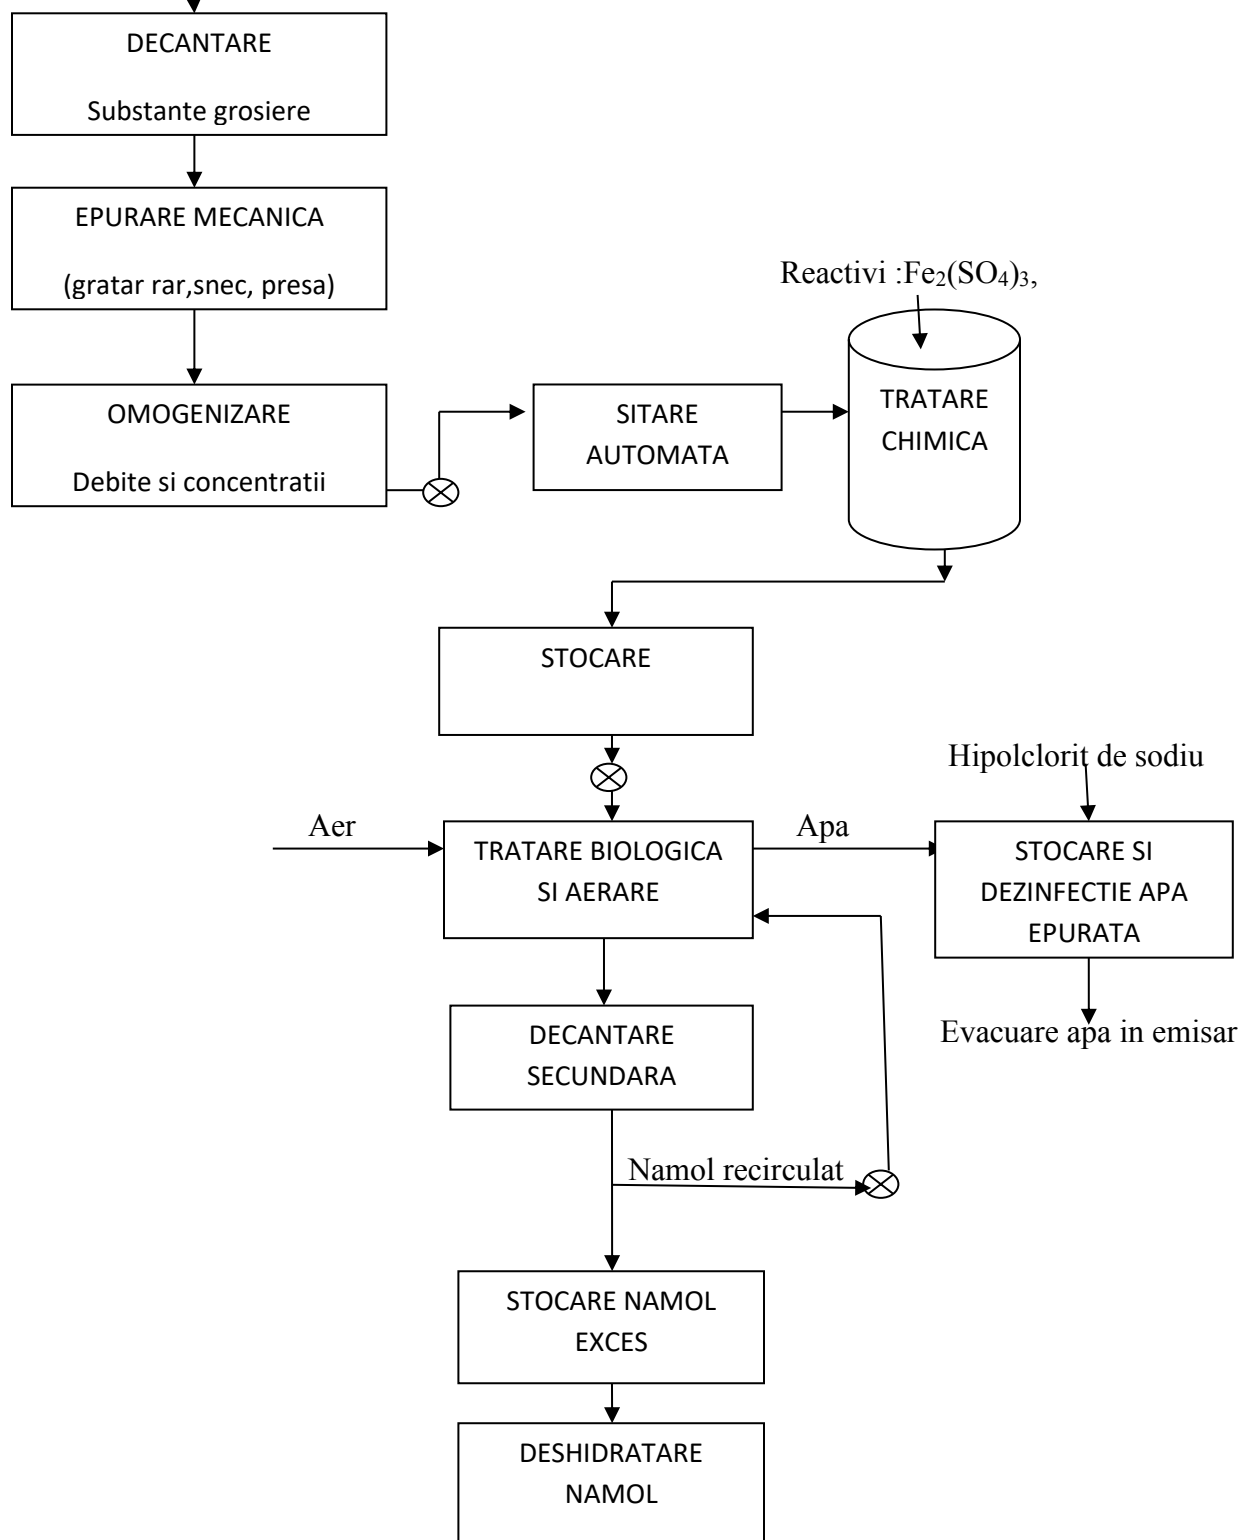 DECANTARE
Substante grosiere
EPURARE MECANICA
(gratar rar,snec, presa)
Reactivi :Fe₂(SO₄)₃,
OMOGENIZARE
Debite si concentratii
SITARE
AUTOMATA
TRATARE
CHIMICA
STOCARE
Hipolclorit de sodiu
Aer
TRATARE BIOLOGICA
SI AERARE
Apa
STOCARE SI
DEZINFECTIE APA
EPURATA
DECANTARE
SECUNDARA
Evacuare apa in emisar
Namol recirculat
STOCARE NAMOL
EXCES
DESHIDRATARE
NAMOL